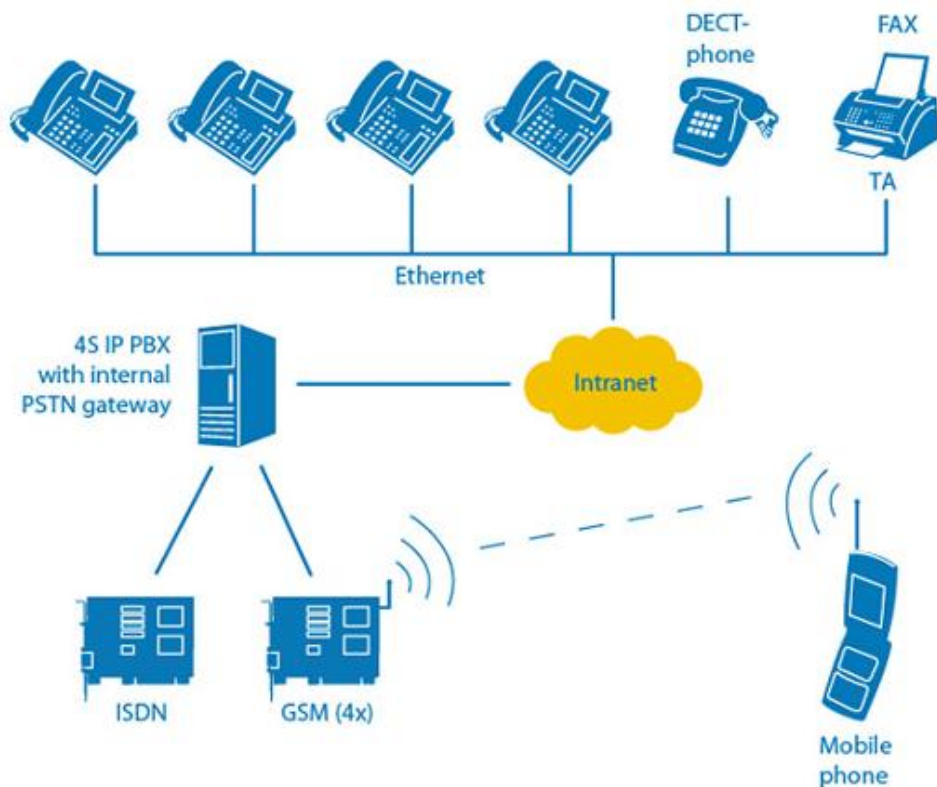 DECT-
phone
FAX
TA
Ethernet
4S IP PBX
with internal
PSTN gateway
Intranet
ISDN
GSM (4x)
Mobile
phone